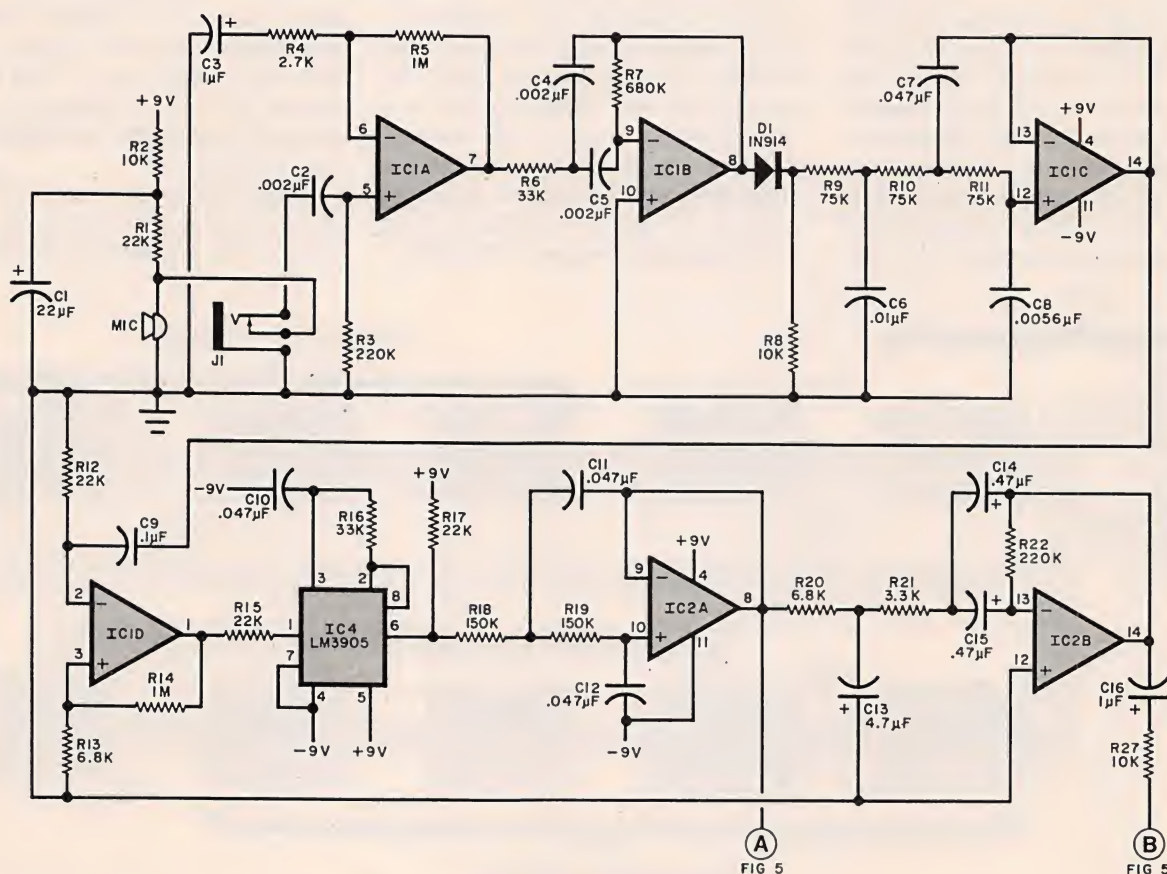 C3
1µF
+
R4
2.7K
R5
1M
6
−
5
+
IC1A
7
+9V
R2
10K
R1
22K
+
C1
22µF
MIC
J1
C2
.002µF
R3
220K
R6
33K
C4
.002µF
R7
680K
C5
.002µF
9
−
10
+
IC1B
8
D1
1N914
R8
10K
R9
75K
R10
75K
R11
75K
C6
.01µF
C7
.047µF
C8
.0056µF
13
−
12
+
IC1C
+9V
4
11
−9V
14
R12
22K
C9
.1µF
2
−
3
+
IC1D
1
R14
1M
R13
6.8K
R15
22K
−9V
C10
.047µF
R16
33K
3
2
8
1
IC4
LM3905
6
7
4
5
−9V
+9V
+9V
R17
22K
R18
150K
R19
150K
C11
.047µF
C12
.047µF
−9V
9
−
10
+
IC2A
+9V
4
11
8
R20
6.8K
R21
3.3K
+
C13
4.7µF
C14
.47µF
+
C15
.47µF
+
R22
220K
13
−
12
+
IC2B
14
C16
1µF
+
R27
10K
A
FIG 5
B
FIG 5